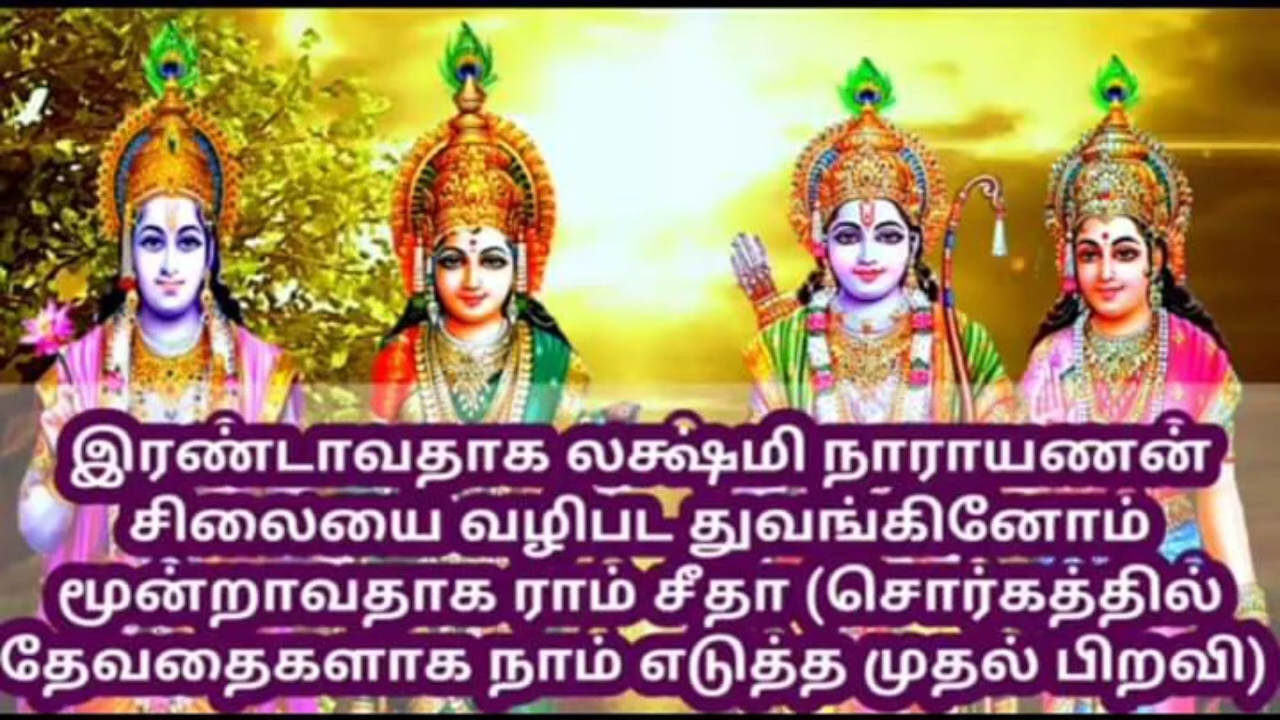 இரண்டாவதாக லக்ஷ்மி நாராயணன்
சிலையை வழிபட துவங்கினோம்
மூன்றாவதாக ராம் சீதா (சொர்கத்தில்
தேவதைகளாக நாம் எடுத்த முதல் பிறவி)